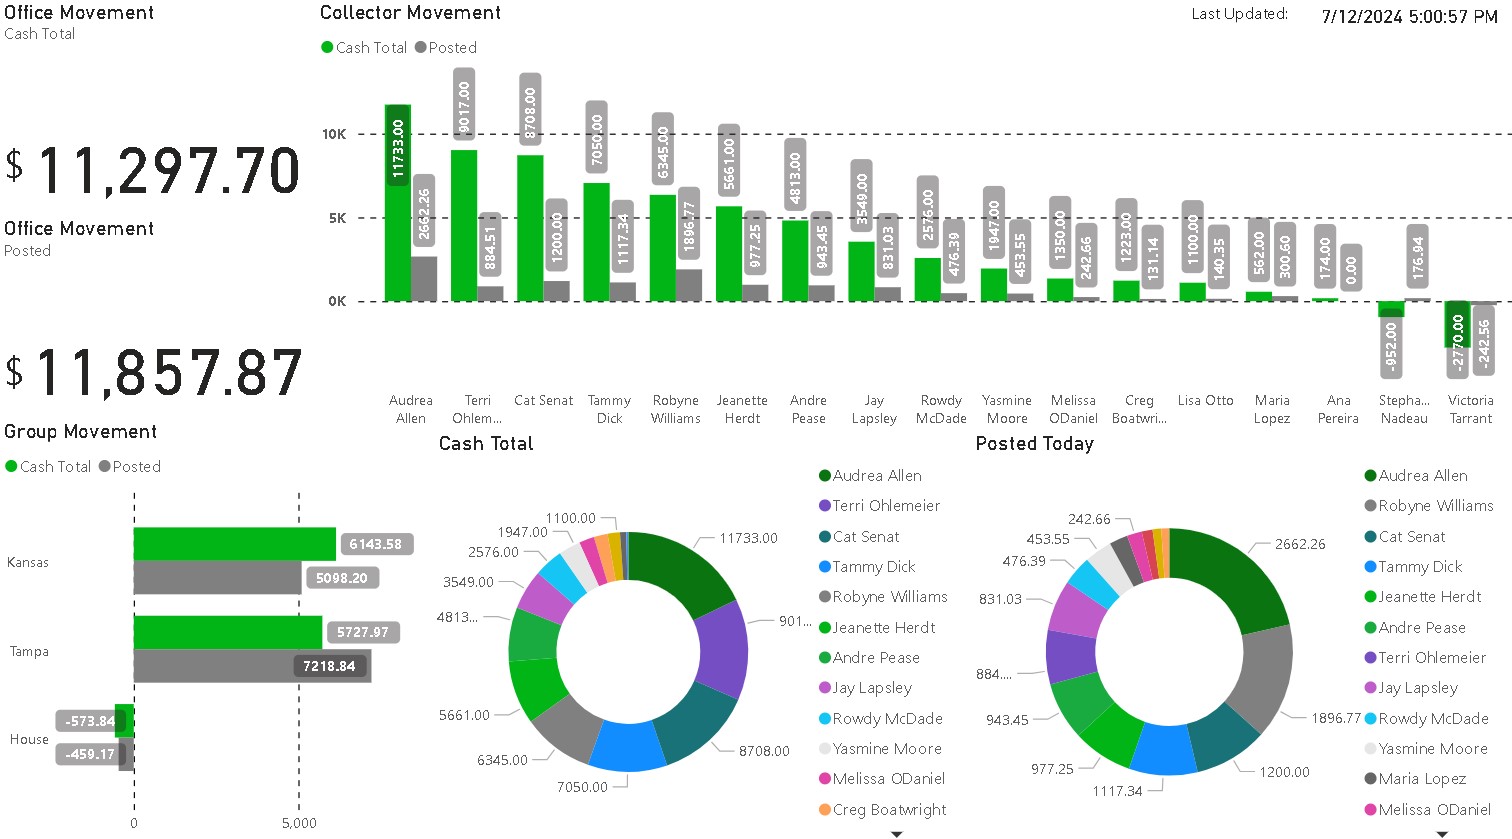 Office Movement
Cash Total
$ 11,297.70
Office Movement
Posted
$ 11,857.87
Collector Movement
Last Updated: 7/12/2024 5:00:57 PM
Cash Total Posted
10K
5K
0K
11733.00
2662.26
9017.00
884.51
8708.00
1200.00
7050.00
1117.34
6345.00
1896.77
5661.00
977.25
4813.00
943.45
3549.00
831.03
2576.00
476.39
1947.00
453.55
1350.00
242.66
1223.00
131.14
1100.00
140.35
562.00
300.60
174.00
0.00
-952.00
176.94
-2770.00
-242.56
Audrea Allen
Terri Ohlem...
Cat Senat
Tammy Dick
Robyne Williams
Jeanette Herdt
Andre Pease
Jay Lapsley
Rowdy McDade
Yasmine Moore
Melissa ODaniel
Creg Boatwri...
Lisa Otto
Maria Lopez
Ana Pereira
Stepha... Nadeau
Victoria Tarrant
Group Movement
Cash Total Posted
Kansas
6143.58
5098.20
Tampa
5727.97
7218.84
House
-573.84
-459.17
0
5,000
Cash Total
11733.00
901...
8708.00
7050.00
6345.00
5661.00
4813...
3549.00
2576.00
1947.00
1100.00
Audrea Allen
Terri Ohlemeier
Cat Senat
Tammy Dick
Robyne Williams
Jeanette Herdt
Andre Pease
Jay Lapsley
Rowdy McDade
Yasmine Moore
Melissa ODaniel
Creg Boatwright
Posted Today
2662.26
1896.77
1200.00
1117.34
977.25
943.45
884....
831.03
476.39
453.55
242.66
Audrea Allen
Robyne Williams
Cat Senat
Tammy Dick
Jeanette Herdt
Andre Pease
Terri Ohlemeier
Jay Lapsley
Rowdy McDade
Yasmine Moore
Maria Lopez
Melissa ODaniel